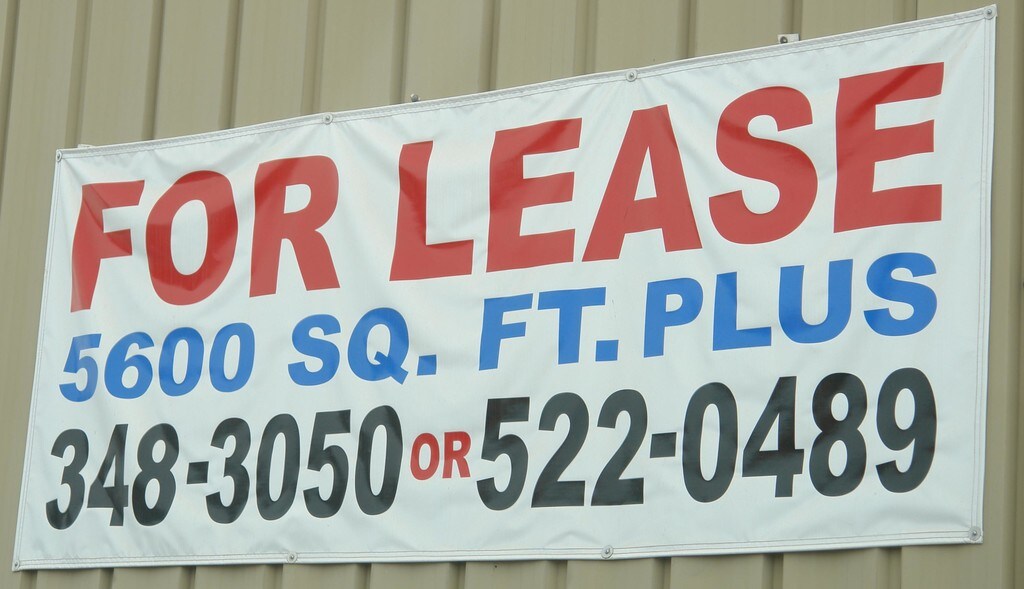 FOR LEASE
5600 SQ. FT. PLUS
348-3050 OR 522-0489